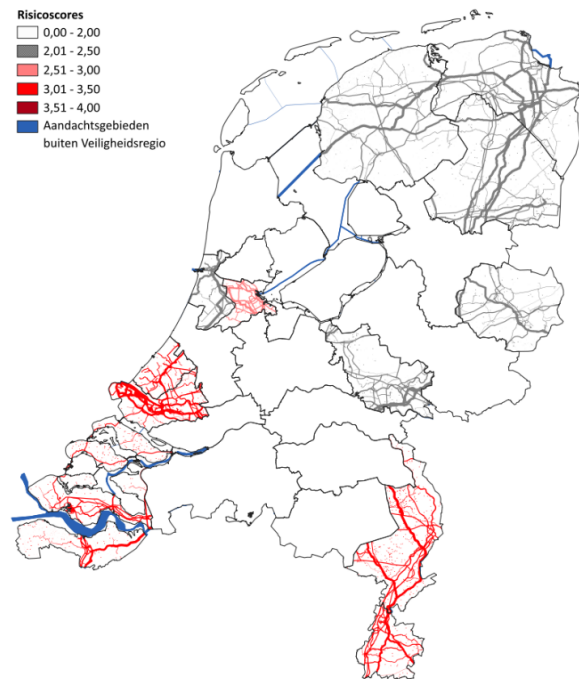 Risicoscores
0,00 - 2,00
2,01 - 2,50
2,51 - 3,00
3,01 - 3,50
3,51 - 4,00
Aandachtsgebieden
buiten Veiligheidsregio